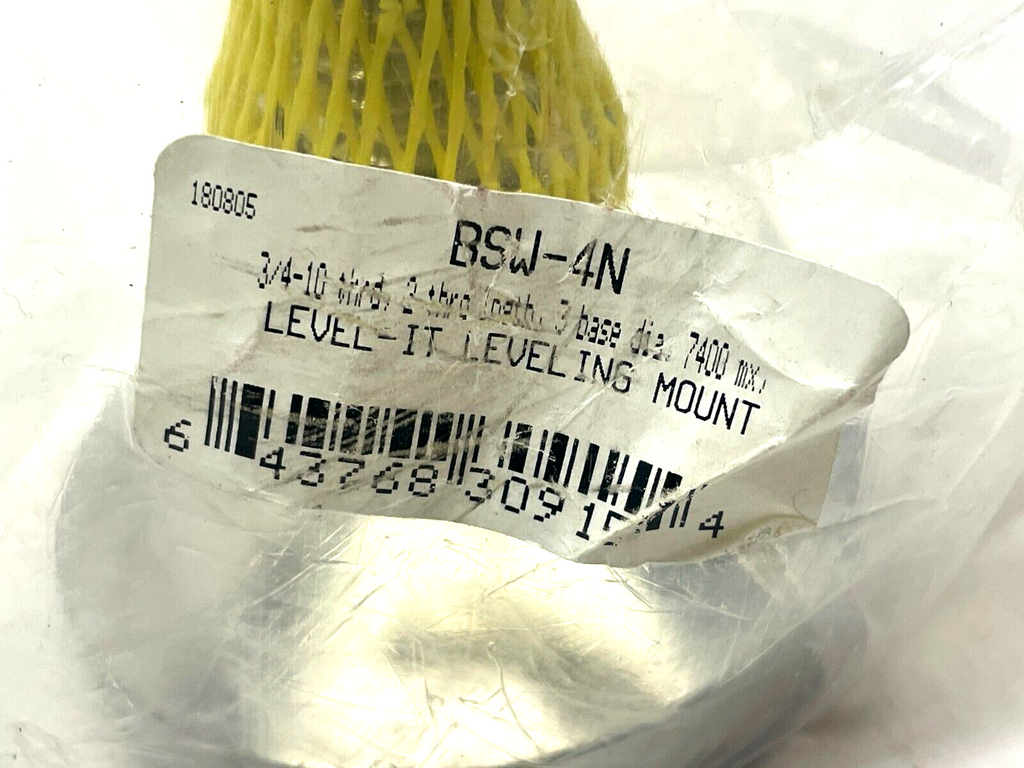 180805
BSW-4N
3/4-10 thrd, 2 thrd lngth, 3 base dia, 7400 mx,
LEVEL-IT LEVELING MOUNT
6 43768 3091 4